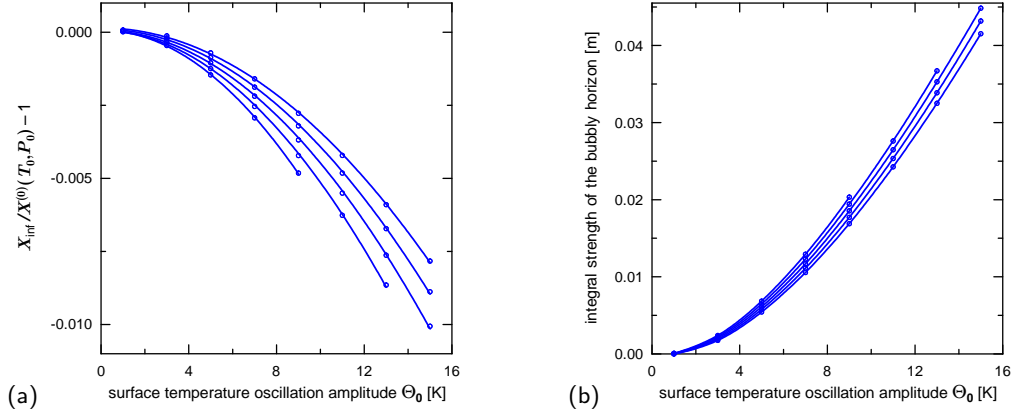 0.000
-0.005
-0.010
X_inf/X^(0)(T_0, P_0) − 1
0 4 8 12 16
surface temperature oscillation amplitude Θ_0 [K]
(a)
0.04
0.03
0.02
0.01
0.00
integral strength of the bubbly horizon [m]
0 4 8 12 16
surface temperature oscillation amplitude Θ_0 [K]
(b)